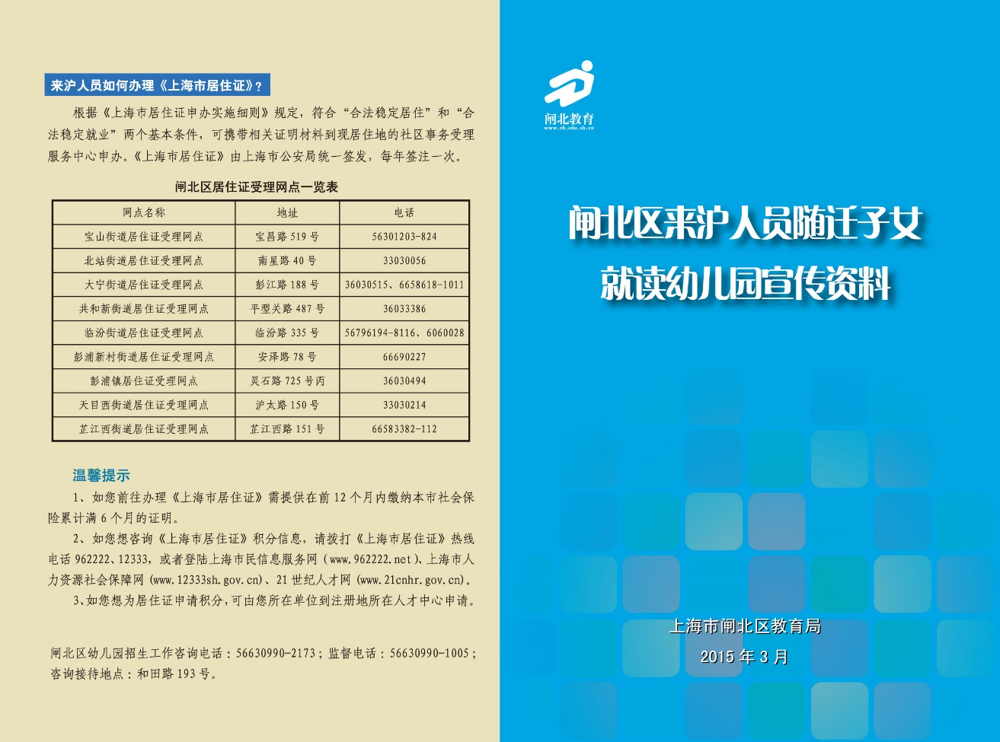 来沪人员如何办理《上海市居住证》?
根据《上海市居住证申办实施细则》规定，符合“合法稳定居住”和“合
法稳定就业”两个基本条件，可携带相关证明材料到现居住地的社区事务受理
服务中心申办。《上海市居住证》由上海市公安局统一签发，每年签注一次。
闸北区居住证受理网点一览表
网点名称 地址 电话
宝山街道居住证受理网点 宝昌路 519 号 56301203-824
北站街道居住证受理网点 南星路 40 号 33030056
大宁街道居住证受理网点 彭江路 188 号 36030515、6658618-1011
共和新街道居住证受理网点 平型关路 487 号 36033386
临汾街道居住证受理网点 临汾路 335 号 56796194-8116、6060028
彭浦新村街道居住证受理网点 安泽路 78 号 66690227
彭浦镇居住证受理网点 灵石路 725 号丙 36030494
天目西街道居住证受理网点 沪太路 150 号 33030214
芷江西街道居住证受理网点 芷江西路 151 号 66583382-112
温馨提示
1、如您前往办理《上海市居住证》需提供在前 12 个月内缴纳本市社会保
险累计满 6 个月的证明。
2、如您想咨询《上海市居住证》积分信息，请拨打《上海市居住证》热线
电话 962222、12333，或者登陆上海市民信息服务网（www.962222.net）、上海市人
力资源社会保障网 (www.12333sh.gov.cn)、21 世纪人才网 (www.21cnhr.gov.cn)。
3、如您想为居住证申请积分，可由您所在单位到注册地所在人才中心申请。
闸北区幼儿园招生工作咨询电话：56630990-2173；监督电话：56630990-1005；
咨询接待地点：和田路 193 号。
闸北教育
www.zh.edu.sh.cn
闸北区来沪人员随迁子女
就读幼儿园宣传资料
上海市闸北区教育局
2015 年 3 月